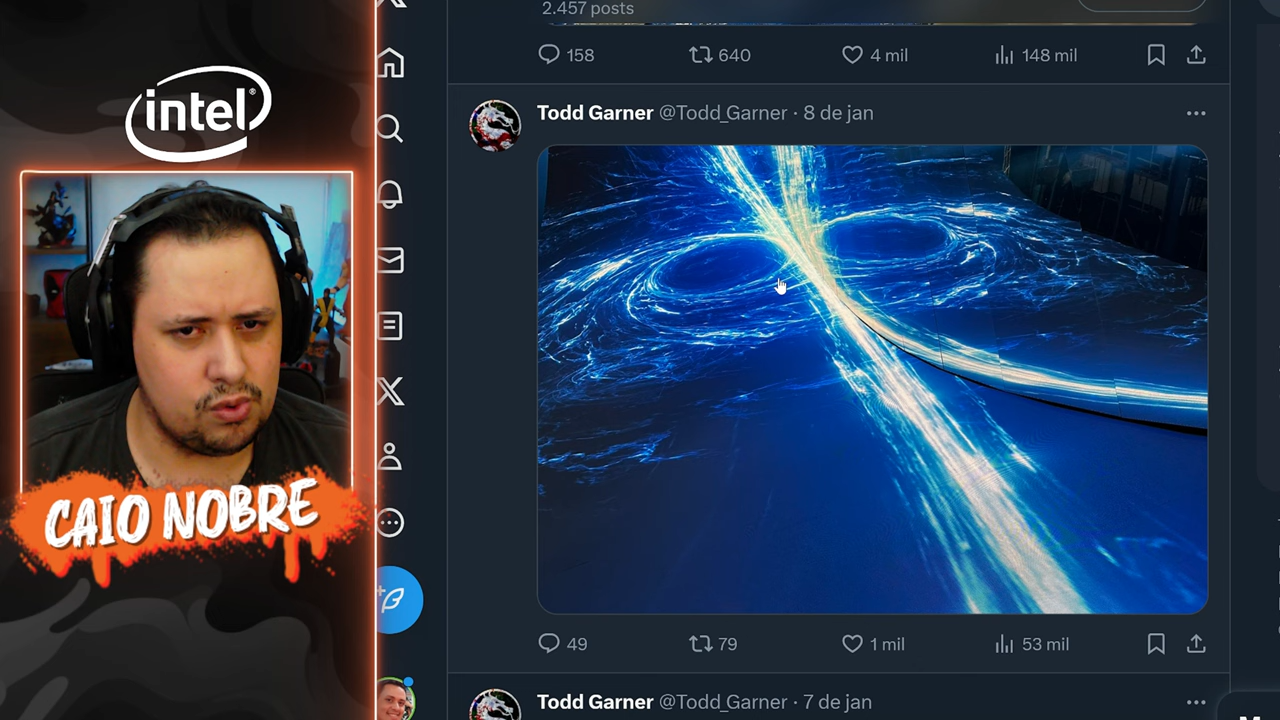 intel®
CAIO NOBRE
2.457 posts
158 640 4 mil 148 mil
Todd Garner @Todd_Garner · 8 de jan
49 79 1 mil 53 mil
Todd Garner @Todd_Garner · 7 de jan